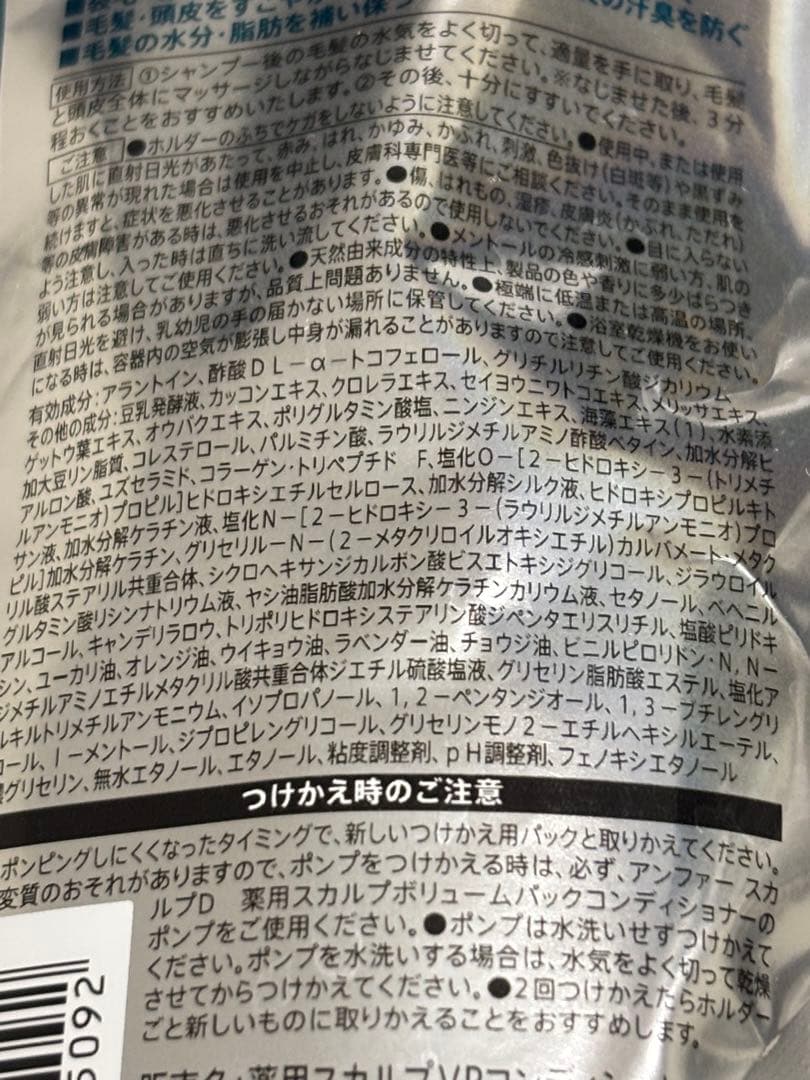 ■毛髪・頭皮をすこやか
の汗臭を防ぐ
■毛髪の水分・脂肪を補い保つ
使用方法 ①シャンプー後の毛髪の水気をよく切って、適量を手に取り、毛髪
と頭皮全体にマッサージしながらなじませてください。※なじませた後、3分
程おくことをおすすめいたします。②その後、十分にすすいでください。
ご注意 ●ホルダーのふちでケガをしないように注意してください。●使用中、または使用
した肌に直射日光があたって、赤み、はれ、かゆみ、かぶれ、刺激、色抜け(白斑等)や黒ずみ
等の異常が現れた場合は使用を中止し、皮膚科専門医等にご相談ください。そのまま使用を
続けますと、症状を悪化させることがあります。●傷、はれもの、湿疹、皮膚炎(かぶれ、ただれ)
等の皮膚障害がある時は、悪化させるおそれがあるので使用しないでください。●目に入らない
よう注意し、入った時は直ちに洗い流してください。●メントールの冷感刺激に弱い方、肌の
弱い方は注意してご使用ください。●天然由来成分の特性上、製品の色や香りに多少ばらつき
が見られる場合がありますが、品質上問題ありません。●極端に低温または高温の場所、
直射日光を避け、乳幼児の手の届かない場所に保管してください。●浴室乾燥機をお使い
になる時は、容器内の空気が膨張し中身が漏れることがありますので注意してご使用ください。
有効成分:アラントイン、酢酸DL-α-トコフェロール、グリチルリチン酸ジカリウム
その他の成分:豆乳発酵液、カッコンエキス、クロレラエキス、セイヨウニワトコエキス、メリッサエキス、
ゲットウ葉エキス、オウバクエキス、ポリグルタミン酸塩、ニンジンエキス、海藻エキス(1)、水素添
加大豆リン脂質、コレステロール、パルミチン酸、ラウリルジメチルアミノ酢酸ベタイン、加水分解ヒ
アルロン酸、ユズセラミド、コラーゲン・トリペプチド F、塩化O-[2-ヒドロキシ-3-(トリメチ
ルアンモニオ)プロピル]ヒドロキシエチルセルロース、加水分解シルク液、ヒドロキシプロピルキト
サン液、加水分解ケラチン液、塩化N-[2-ヒドロキシ-3-(ラウリルジメチルアンモニオ)プロ
ピル]加水分解ケラチン、グリセリル-N-(2-メタクリロイルオキシエチル)カルバメート・メタク
リル酸ステアリル共重合体、シクロヘキサンジカルボン酸ビスエトキシジグリコール、ジラウロイル
グルタミン酸リシンナトリウム液、ヤシ油脂肪酸加水分解ケラチンカリウム液、セタノール、ベヘニル
アルコール、キャンデリラロウ、トリポリヒドロキシステアリン酸ジペンタエリスリチル、塩酸ピリドキ
シン、ユーカリ油、オレンジ油、ウイキョウ油、ラベンダー油、チョウジ油、ビニルピロリドン・N,N-
ジメチルアミノエチルメタクリル酸共重合体ジエチル硫酸塩液、グリセリン脂肪酸エステル、塩化ア
ルキルトリメチルアンモニウム、イソプロパノール、1,2-ペンタンジオール、1,3-ブチレングリ
コール、l-メントール、ジプロピレングリコール、グリセリンモノ2-エチルヘキシルエーテル、
グリセリン、無水エタノール、エタノール、粘度調整剤、pH調整剤、フェノキシエタノール
つけかえ時のご注意
ポンピングしにくくなったタイミングで、新しいつけかえ用パックと取りかえてください。
変質のおそれがありますので、ポンプをつけかえる時は、必ず、アンファー スカ
ルプD 薬用スカルプボリュームパックコンディショナーの
ポンプをご使用ください。●ポンプは水洗いせずつけかえて
ください。ポンプを水洗いする場合は、水気をよく切って乾燥
させてからつけかえてください。●2回つけかえたらホルダー
ごと新しいものに取りかえることをおすすめします。
5092
薬用スカルプVPコンディショ